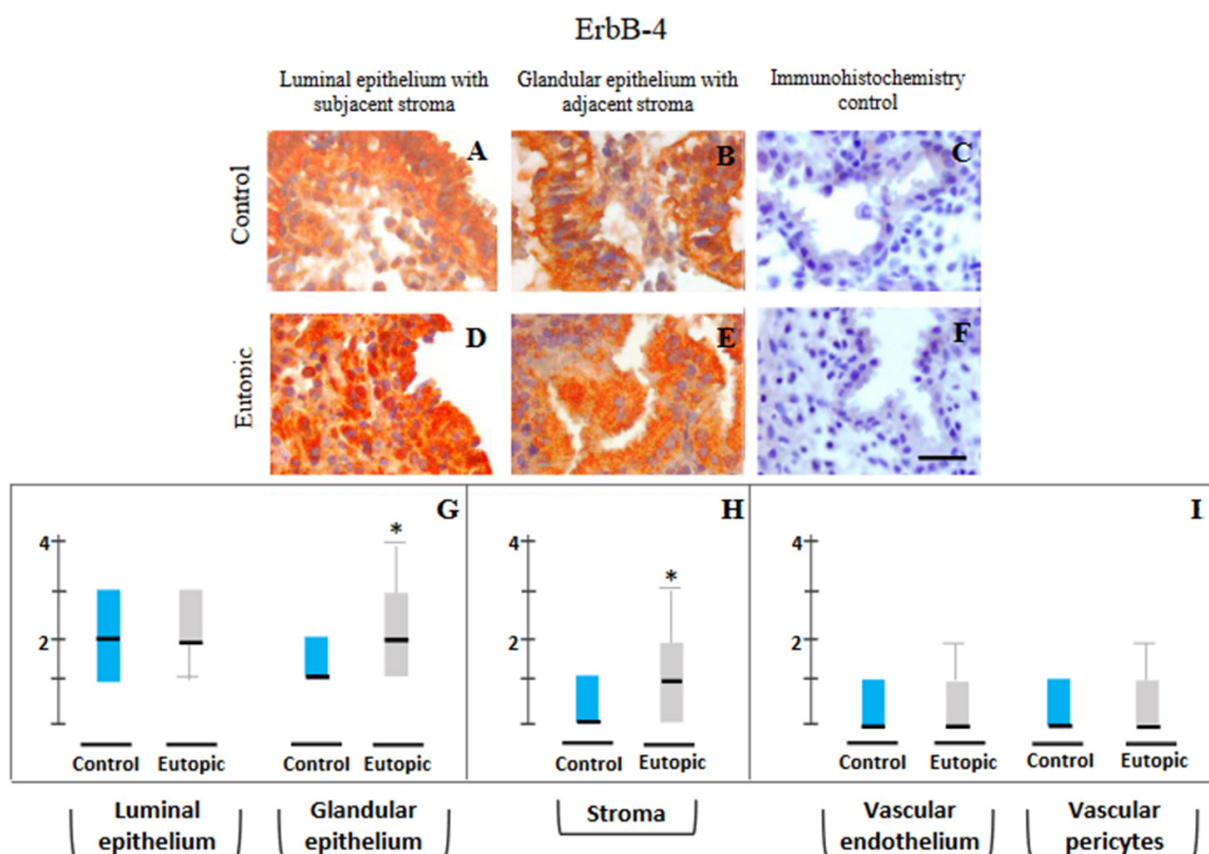 ErbB-4
Luminal epithelium with
subjacent stroma
Glandular epithelium with
adjacent stroma
Immunohistochemistry
control
Control
A
B
C
Eutopic
D
E
F
G
4
2
*
Control
Eutopic
Control
Eutopic
Luminal
epithelium
Glandular
epithelium
H
4
2
*
Control
Eutopic
Stroma
I
4
2
Control
Eutopic
Control
Eutopic
Vascular
endothelium
Vascular
pericytes